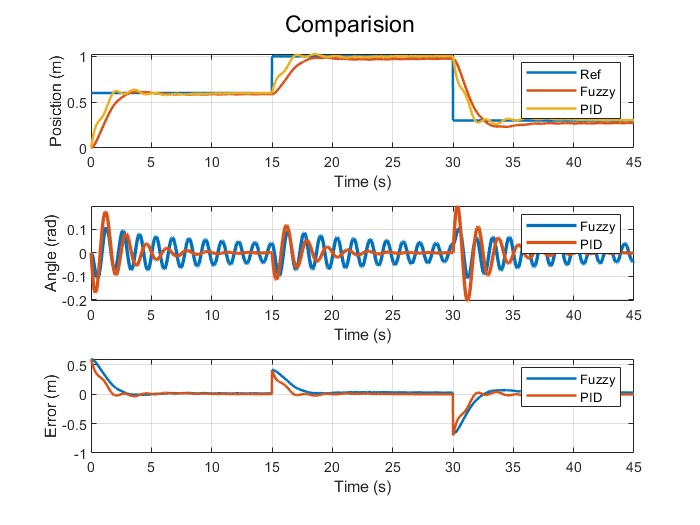 Comparision
Posiction (m)
1
0.5
0
Ref
Fuzzy
PID
0 5 10 15 20 25 30 35 40 45
Time (s)
Angle (rad)
0.1
0
-0.1
-0.2
Fuzzy
PID
0 5 10 15 20 25 30 35 40 45
Time (s)
Error (m)
0.5
0
-0.5
-1
Fuzzy
PID
0 5 10 15 20 25 30 35 40 45
Time (s)